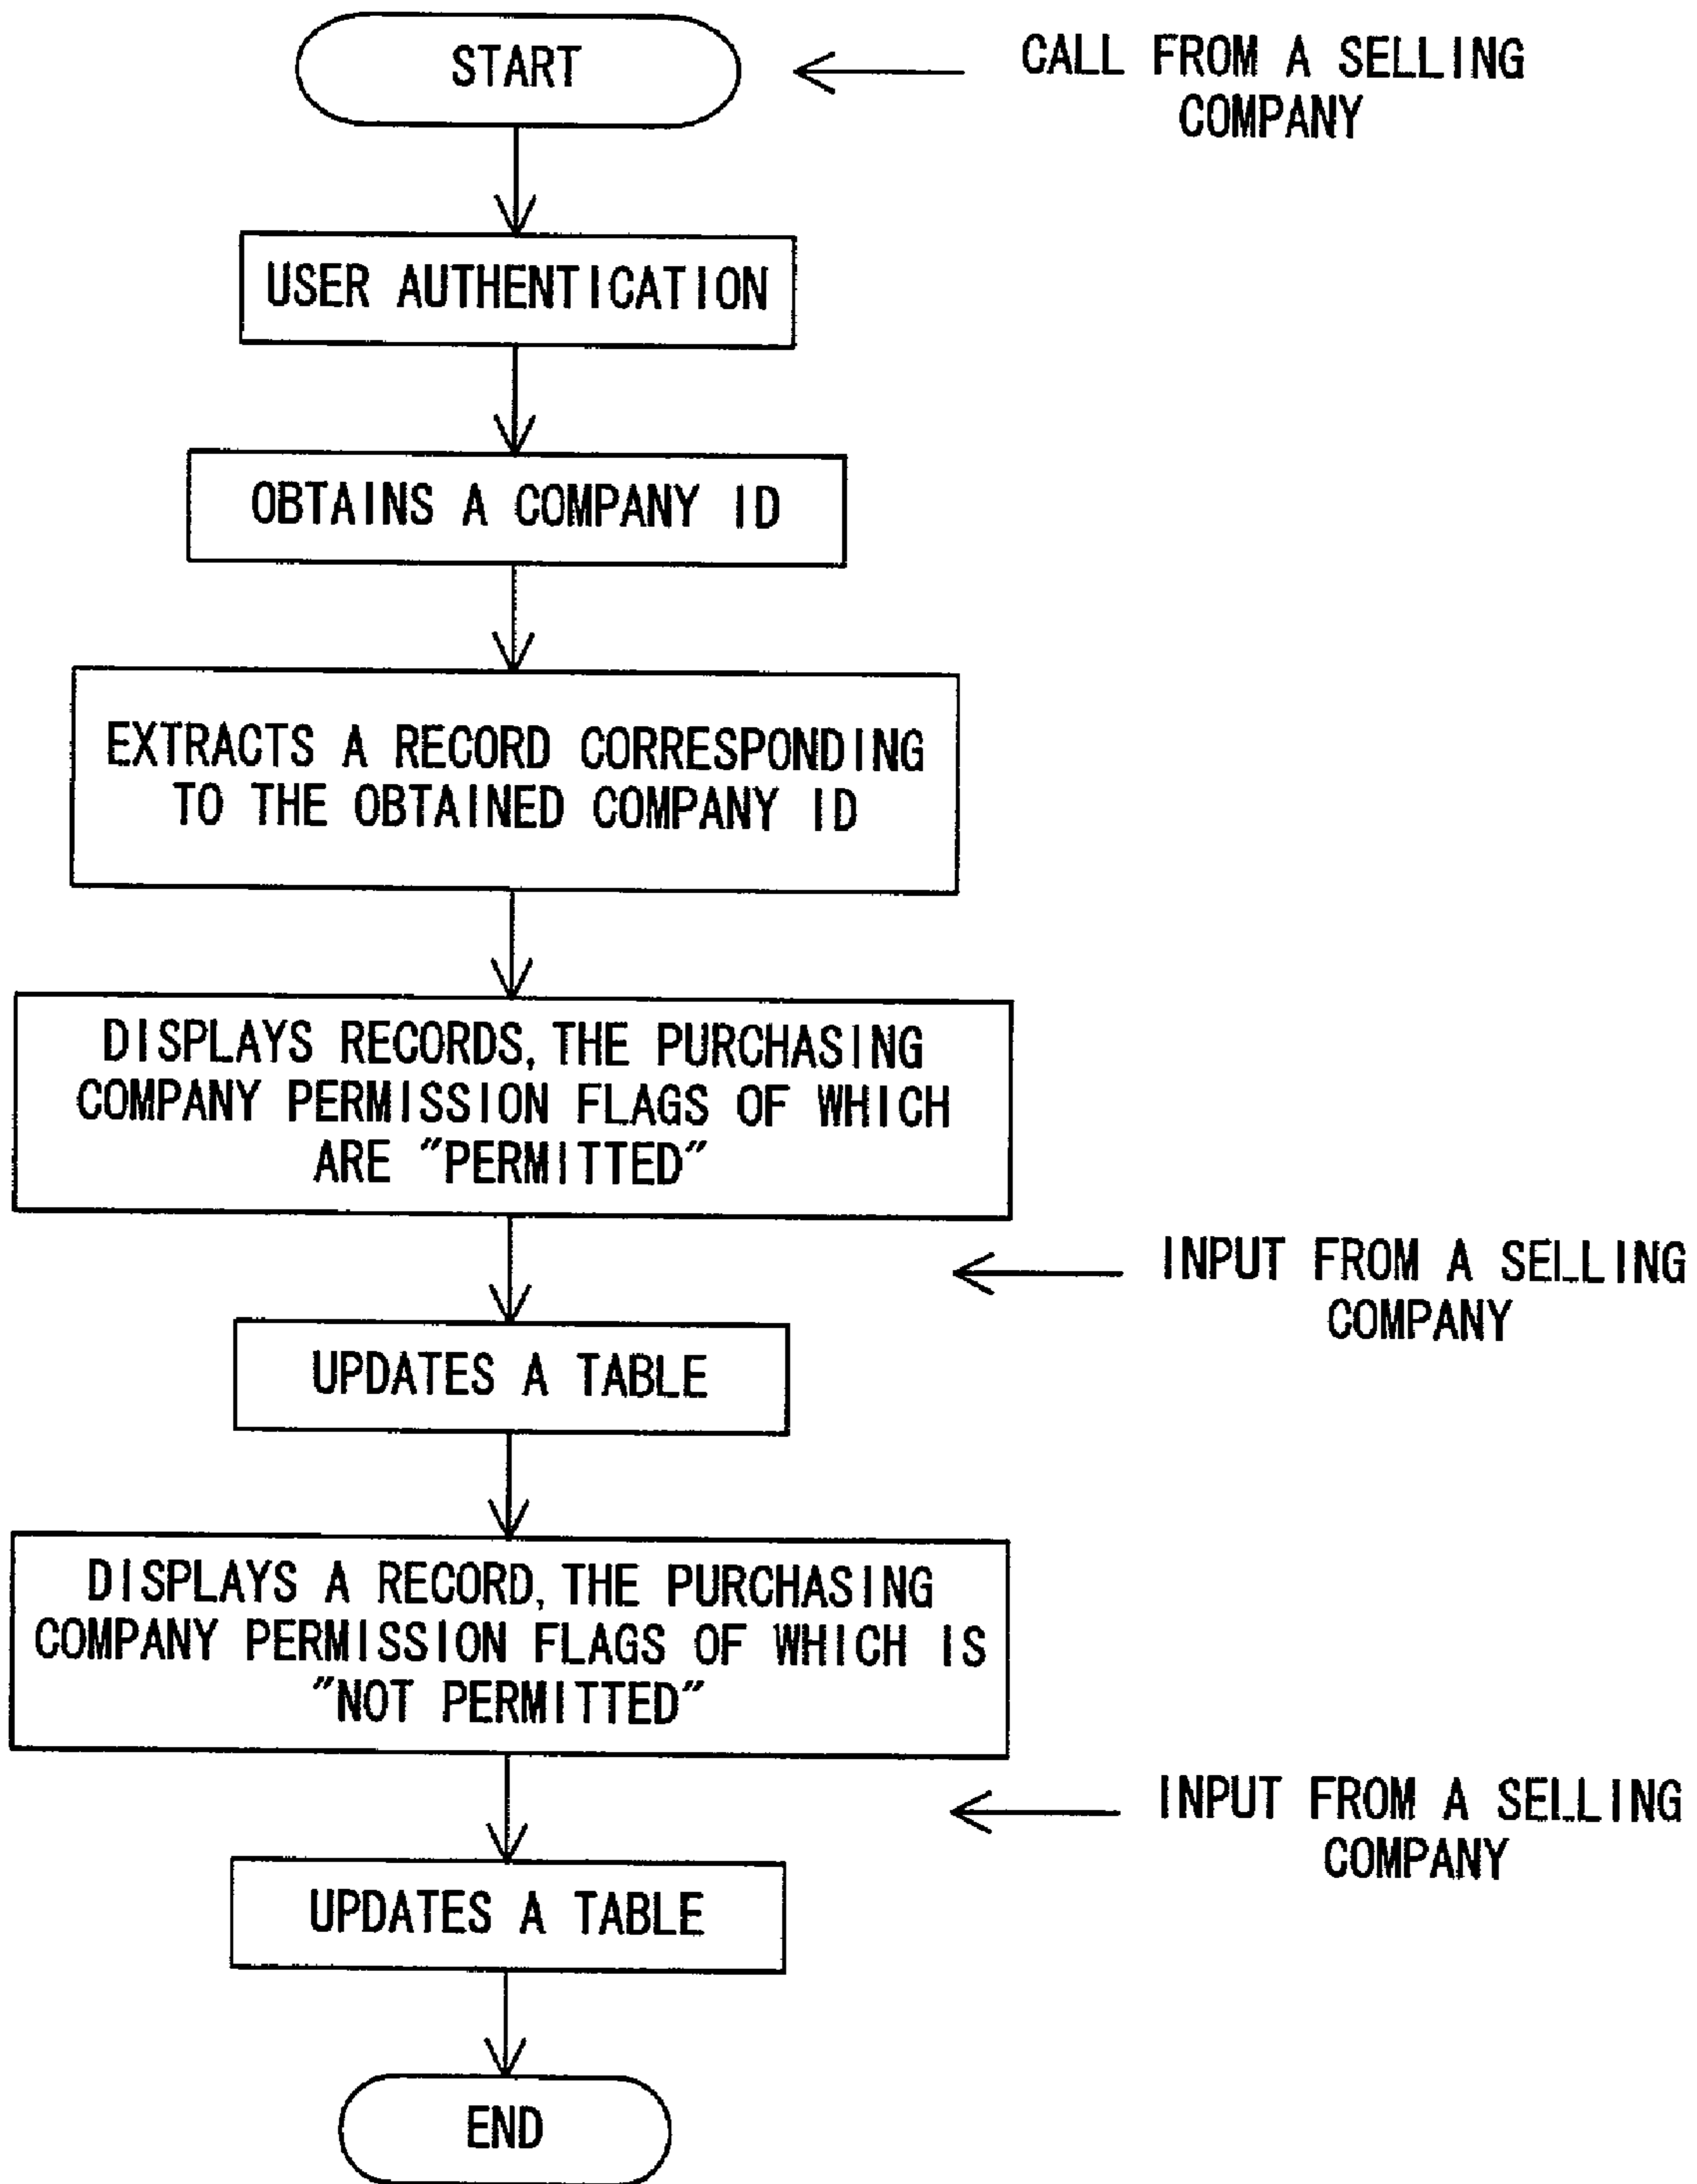 START
CALL FROM A SELLING
COMPANY
USER AUTHENTICATION
OBTAINS A COMPANY ID
EXTRACTS A RECORD CORRESPONDING
TO THE OBTAINED COMPANY ID
DISPLAYS RECORDS, THE PURCHASING
COMPANY PERMISSION FLAGS OF WHICH
ARE "PERMITTED"
INPUT FROM A SELLING
COMPANY
UPDATES A TABLE
DISPLAYS A RECORD, THE PURCHASING
COMPANY PERMISSION FLAGS OF WHICH IS
"NOT PERMITTED"
INPUT FROM A SELLING
COMPANY
UPDATES A TABLE
END